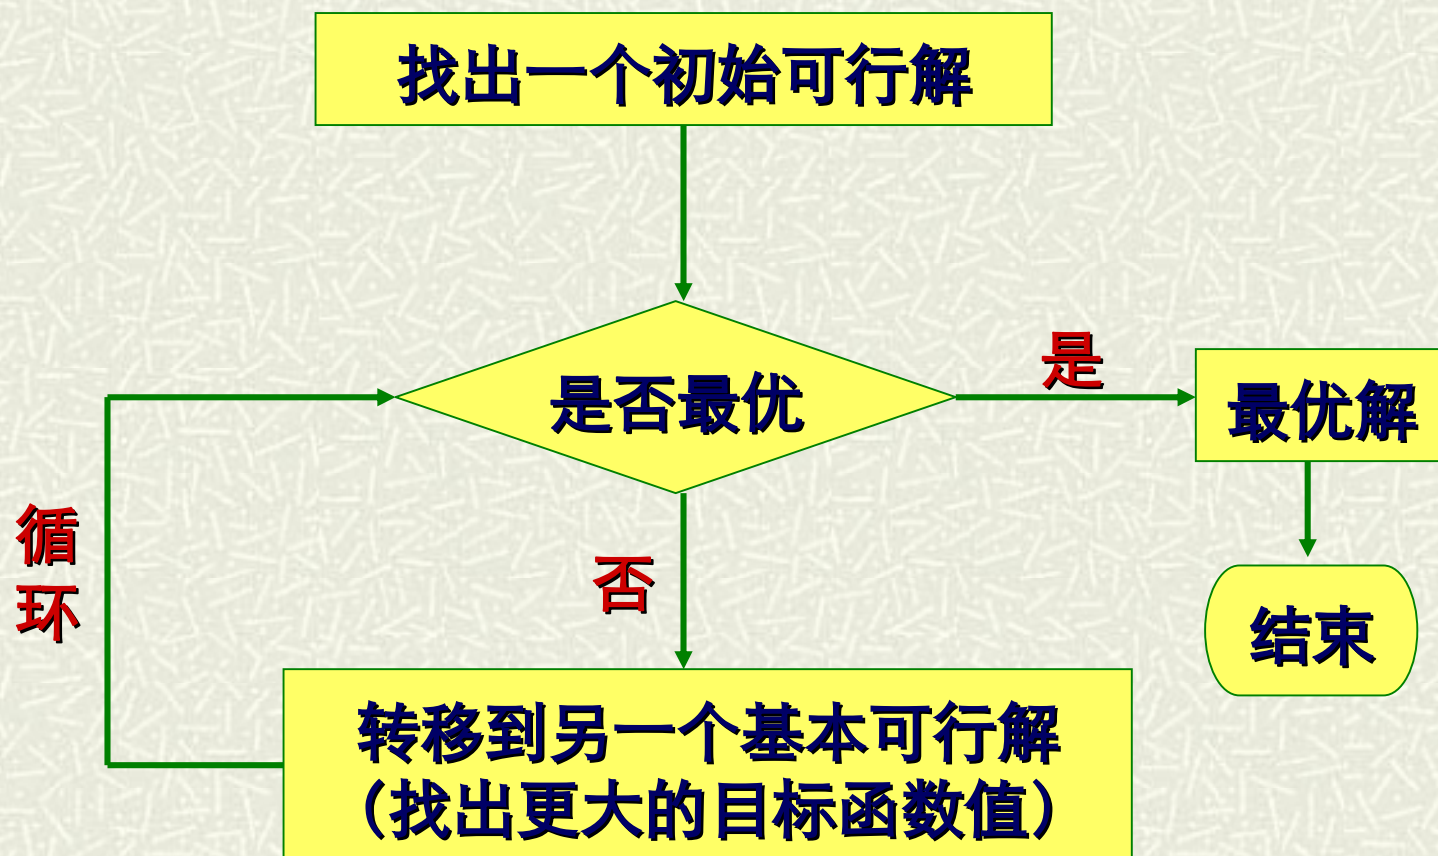 找出一个初始可行解
是否最优
是
最优解
循
环
否
结束
转移到另一个基本可行解
（找出更大的目标函数值）